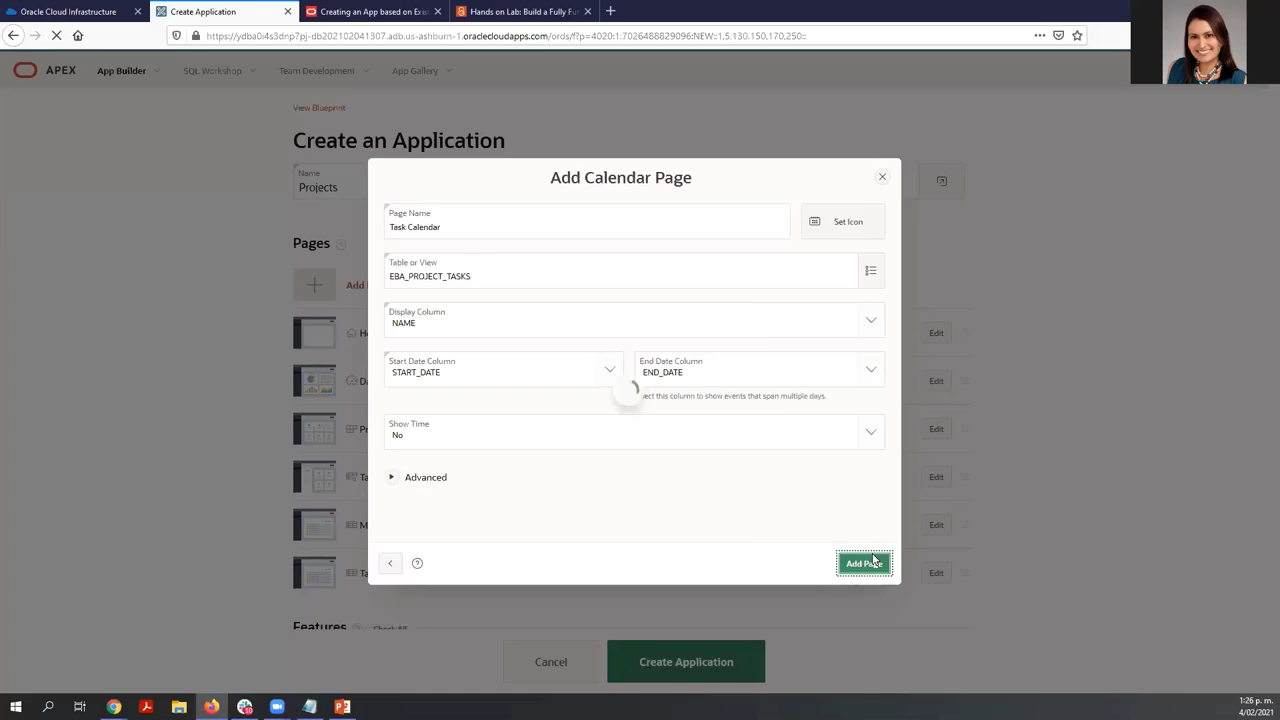 Oracle Cloud Infrastructure
Create Application
Creating an App based on Exis
Hands on Lab: Build a Fully Fun
https://ydba0i4s3dnp7pj-db202102041307.adb.us-ashburn-1.oraclecloudapps.com/ords/f?p=4020:1:7026488829096:NEW:1,5.130,150,170,250::
APEX
App Builder
SQL Workshop
Team Development
App Gallery
View Blueprint
Create an Application
Name
Projects
Pages
Add
Edit
Edit
Edit
Edit
Edit
Edit
Features
Check All
Cancel
Create Application
Add Calendar Page
Page Name
Task Calendar
Set Icon
Table or View
EBA_PROJECT_TASKS
Display Column
NAME
Start Date Column
START_DATE
End Date Column
END_DATE
ect this column to show events that span multiple days.
Show Time
No
Advanced
Add Page
1:26 p. m.
4/02/2021